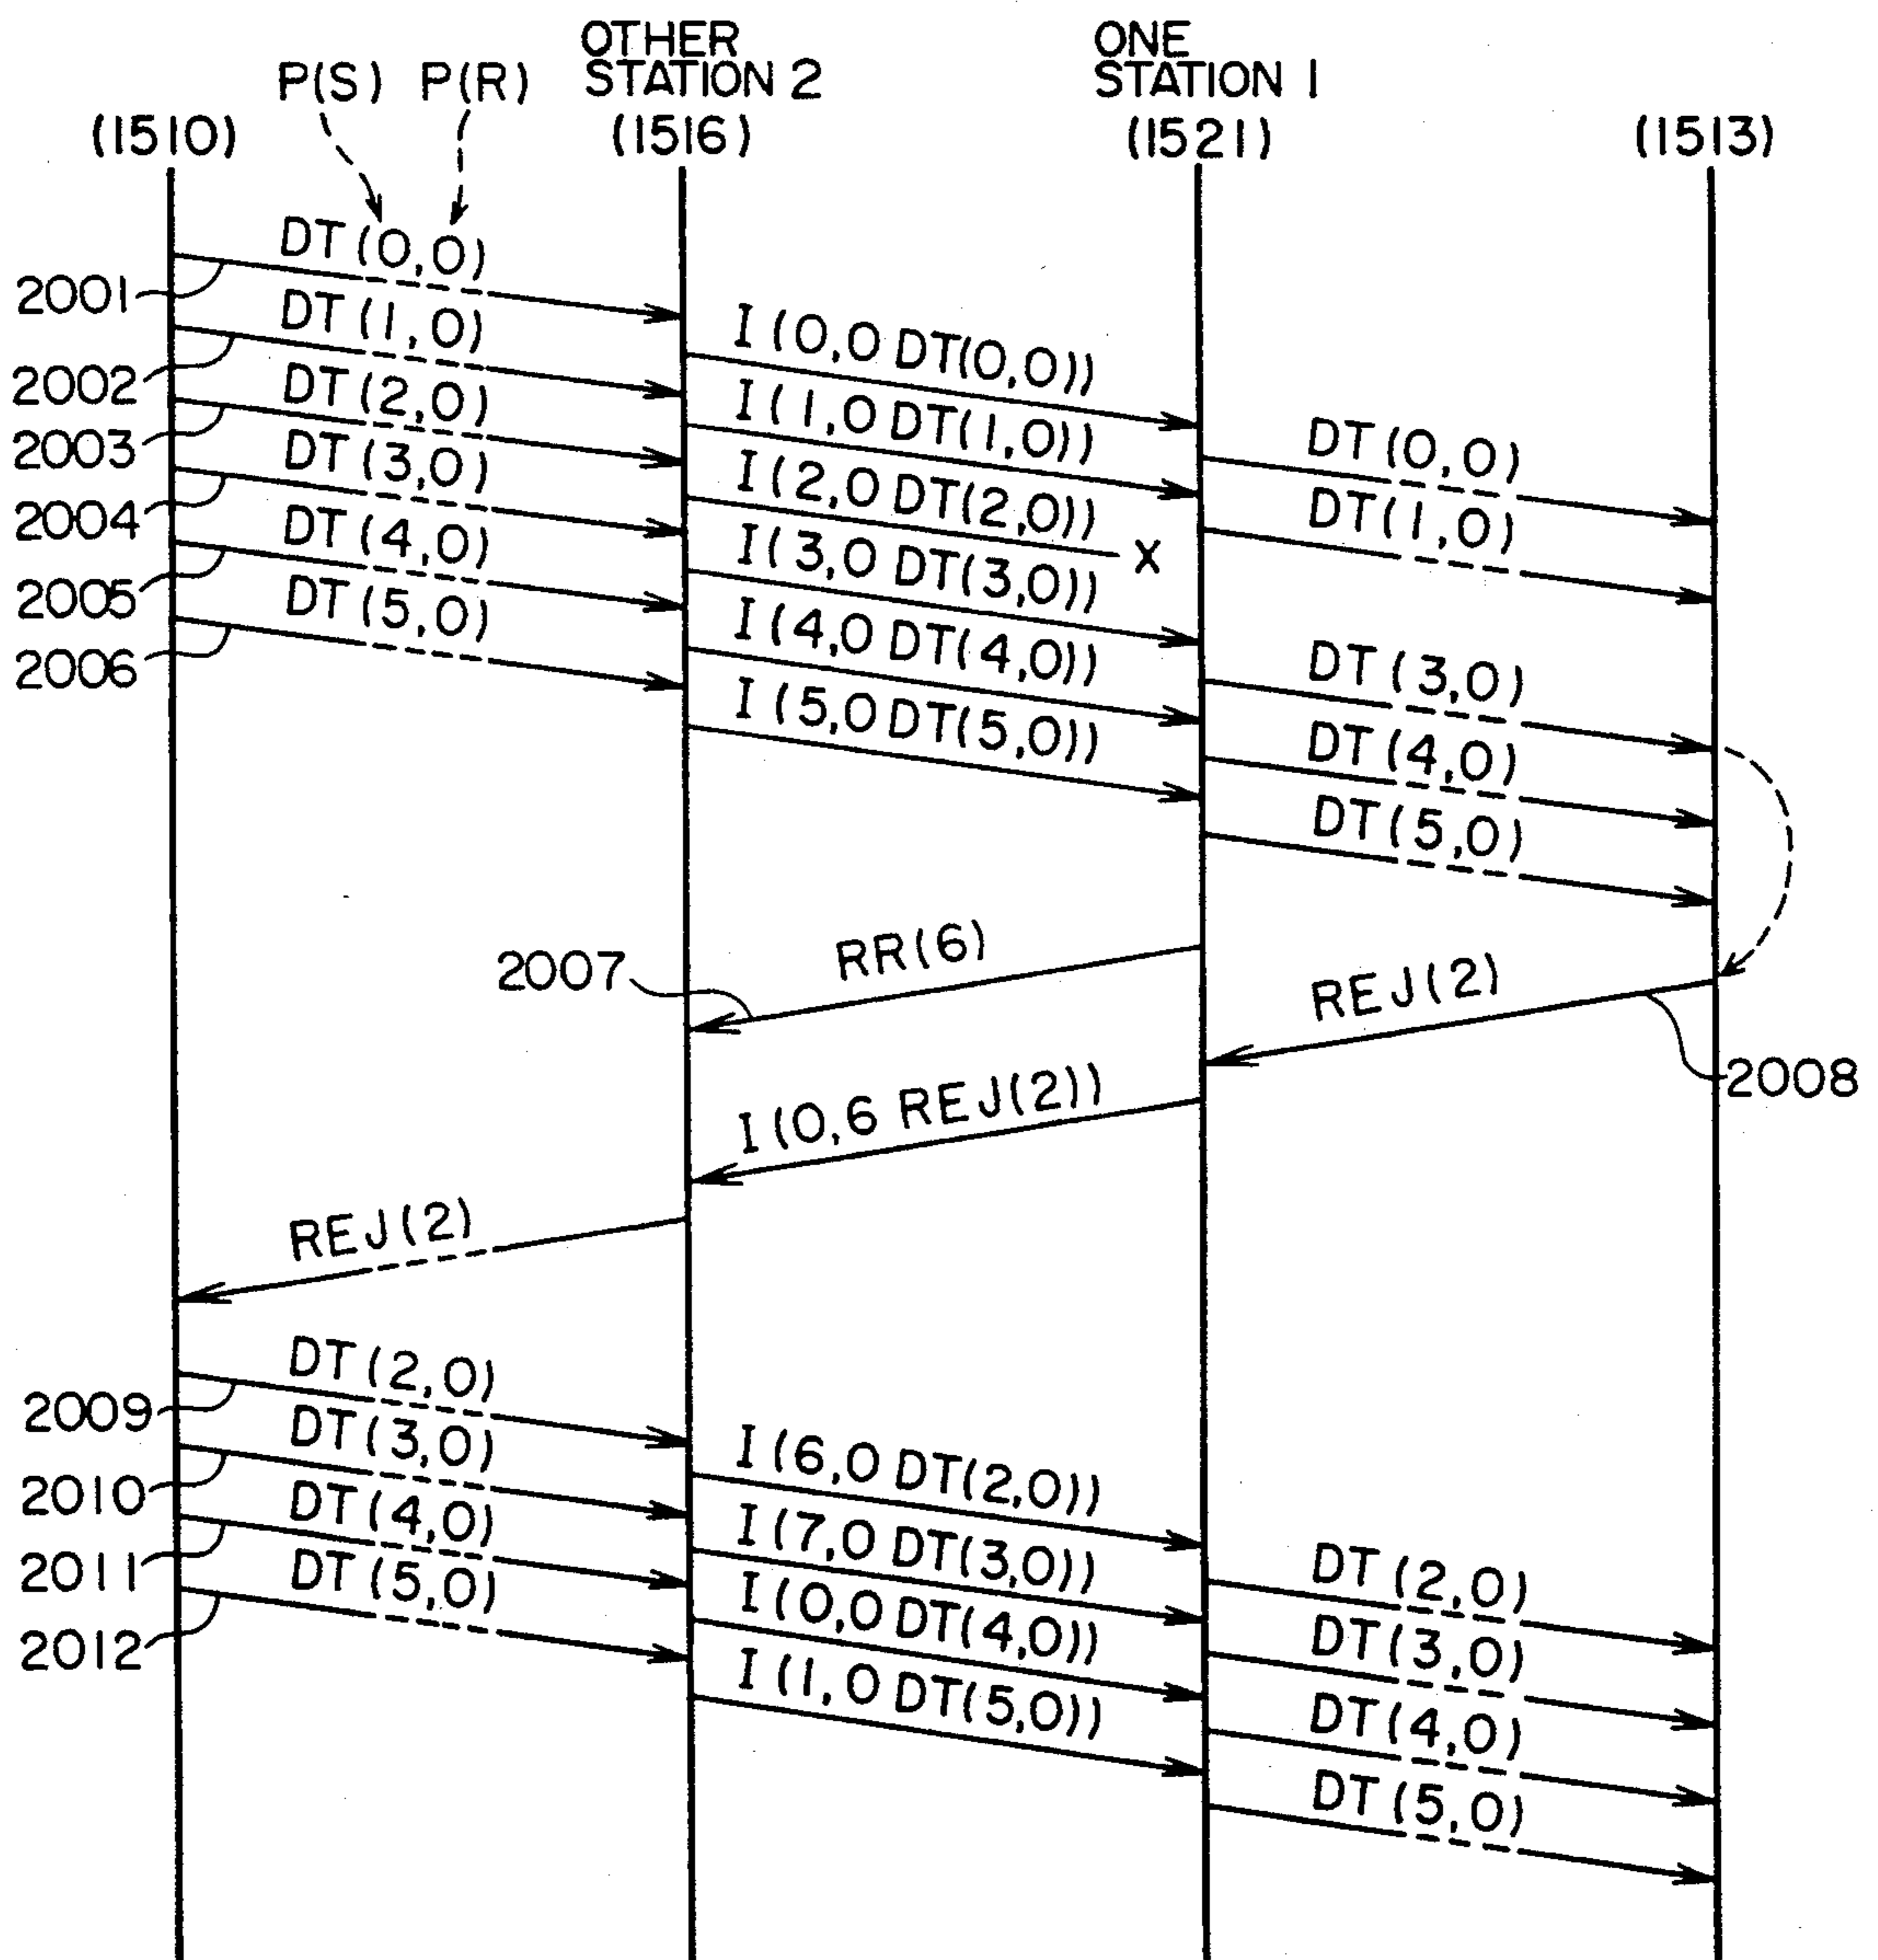 OTHER
STATION 2
ONE
STATION 1
P(S) P(R)
(1510)
(1516)
(1521)
(1513)
DT(0,0)
2001
DT(1,0)
I(0,0 DT(0,0))
2002
DT(2,0)
I(1,0 DT(1,0))
DT(0,0)
2003
DT(3,0)
I(2,0 DT(2,0))
X
DT(1,0)
2004
DT(4,0)
I(3,0 DT(3,0))
2005
DT(5,0)
I(4,0 DT(4,0))
DT(3,0)
2006
I(5,0 DT(5,0))
DT(4,0)
DT(5,0)
2007
RR(6)
REJ(2)
2008
I(0,6 REJ(2))
REJ(2)
DT(2,0)
2009
DT(3,0)
I(6,0 DT(2,0))
2010
DT(4,0)
I(7,0 DT(3,0))
DT(2,0)
2011
DT(5,0)
I(0,0 DT(4,0))
DT(3,0)
2012
I(1,0 DT(5,0))
DT(4,0)
DT(5,0)